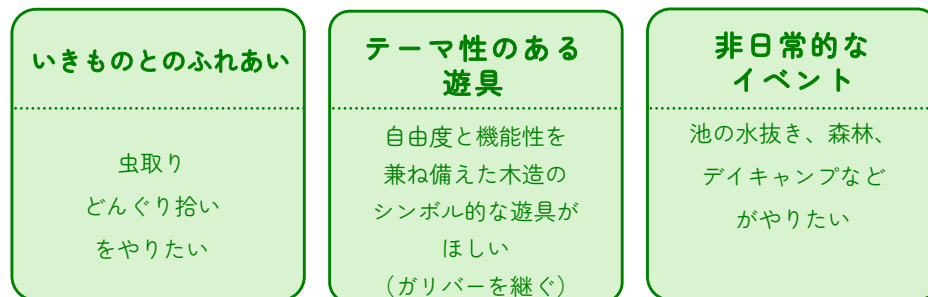 いきものとのふれあい
虫取り
どんぐり拾い
をやりたい
テーマ性のある
遊具
自由度と機能性を
兼ね備えた木造の
シンボル的な遊具が
ほしい
（ガリバーを継ぐ）
非日常的な
イベント
池の水抜き、森林、
デイキャンプなど
がやりたい